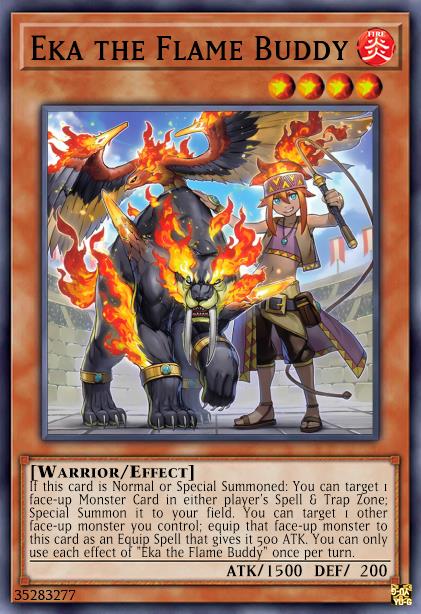 EKA THE FLAME BUDDY
FIRE
炎
[WARRIOR/EFFECT]
If this card is Normal or Special Summoned: You can target 1
face-up Monster Card in either player's Spell & Trap Zone;
Special Summon it to your field. You can target 1 other
face-up monster you control; equip that face-up monster to
this card as an Equip Spell that gives it 500 ATK. You can only
use each effect of "Eka the Flame Buddy" once per turn.
ATK/1500 DEF/ 200
35283277